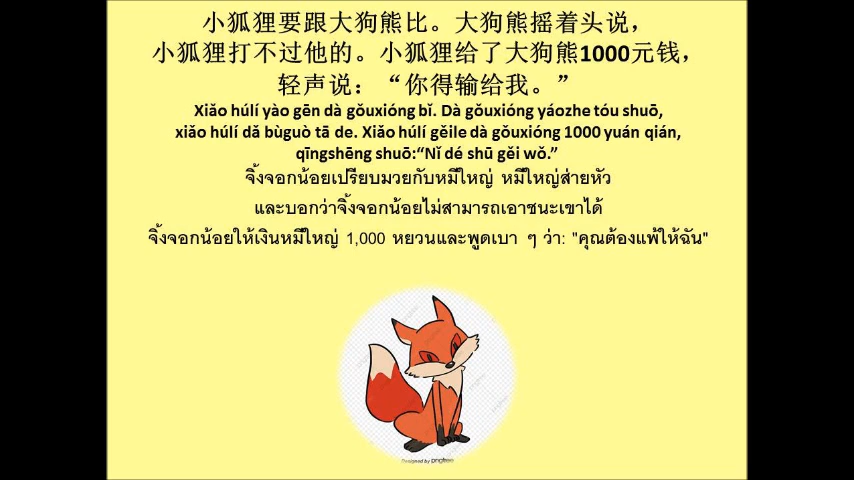 小狐狸要跟大狗熊比。大狗熊摇着头说，
小狐狸打不过他的。小狐狸给了大狗熊1000元钱，
轻声说：“你得输给我。”
Xiǎo húlí yào gēn dà gǒuxióng bǐ. Dà gǒuxióng yáozhe tóu shuō,
xiǎo húlí dǎ bùguò tā de. Xiǎo húlí gěile dà gǒuxióng 1000 yuán qián,
qīngshēng shuō:“Nǐ dé shū gěi wǒ.”
จิ้งจอกน้อยเปรียบมวยกับหมีใหญ่ หมีใหญ่ส่ายหัว
และบอกว่าจิ้งจอกน้อยไม่สามารถเอาชนะเขาได้
จิ้งจอกน้อยให้เงินหมีใหญ่ 1,000 หยวนและพูดเบา ๆ ว่า: "คุณต้องแพ้ให้ฉัน"
Designed by pngtree